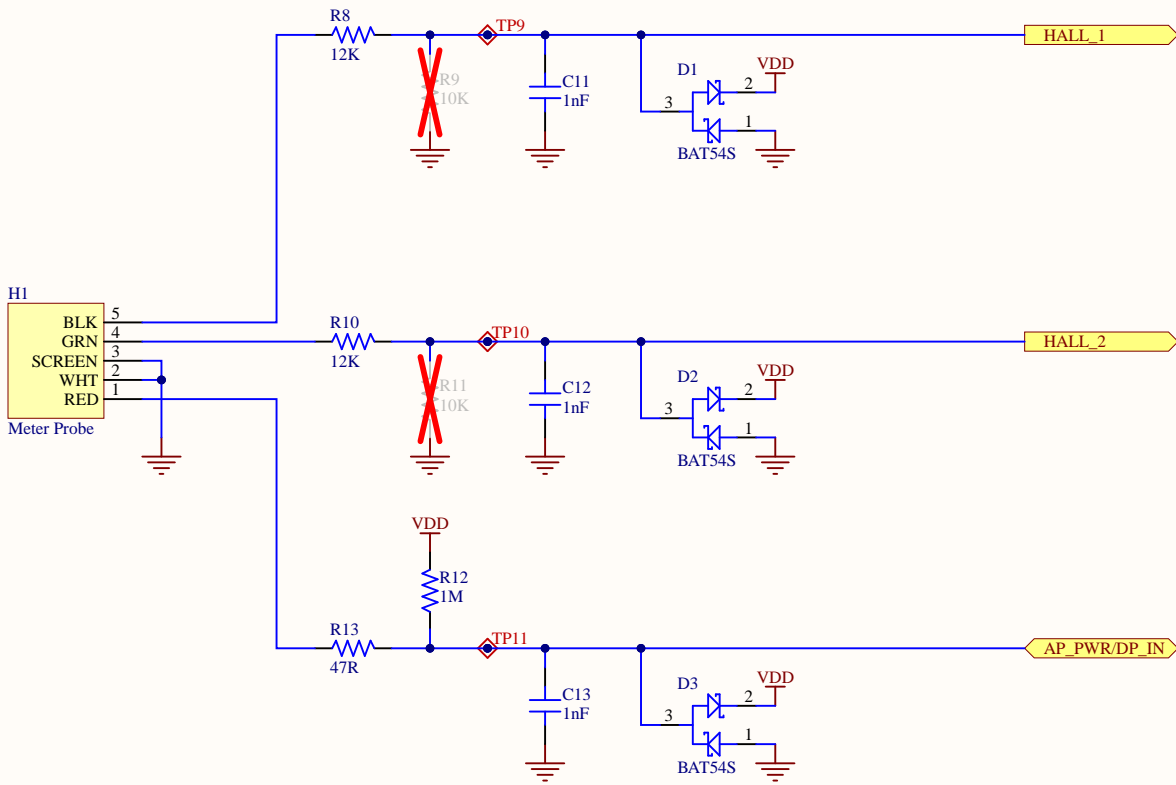 R8
12K
TP9
HALL_1
R9
10K
C11
1nF
D1
VDD
2
3
1
BAT54S
H1
BLK 5
GRN 4
SCREEN 3
WHT 2
RED 1
Meter Probe
R10
12K
TP10
HALL_2
R11
10K
C12
1nF
D2
VDD
2
3
1
BAT54S
VDD
R12
1M
R13
47R
TP11
AP_PWR/DP_IN
C13
1nF
D3
VDD
2
3
1
BAT54S